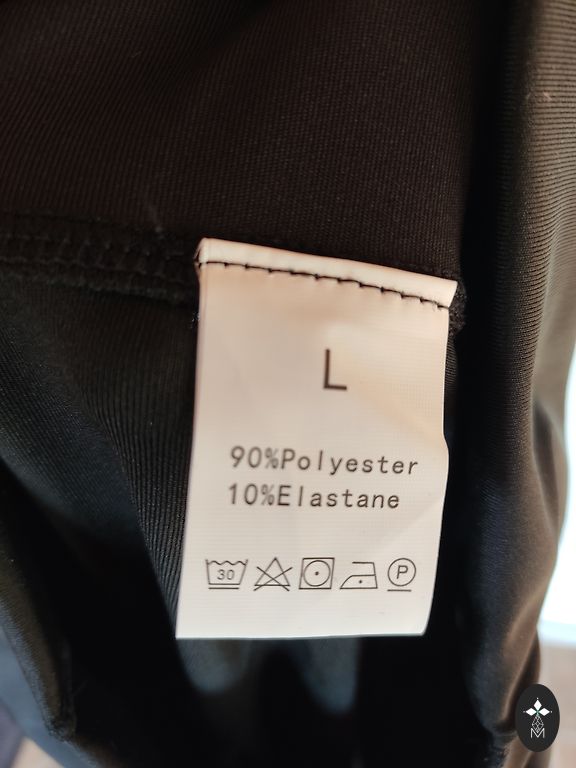 L
90%Polyester
10%Elastane
30 P
M